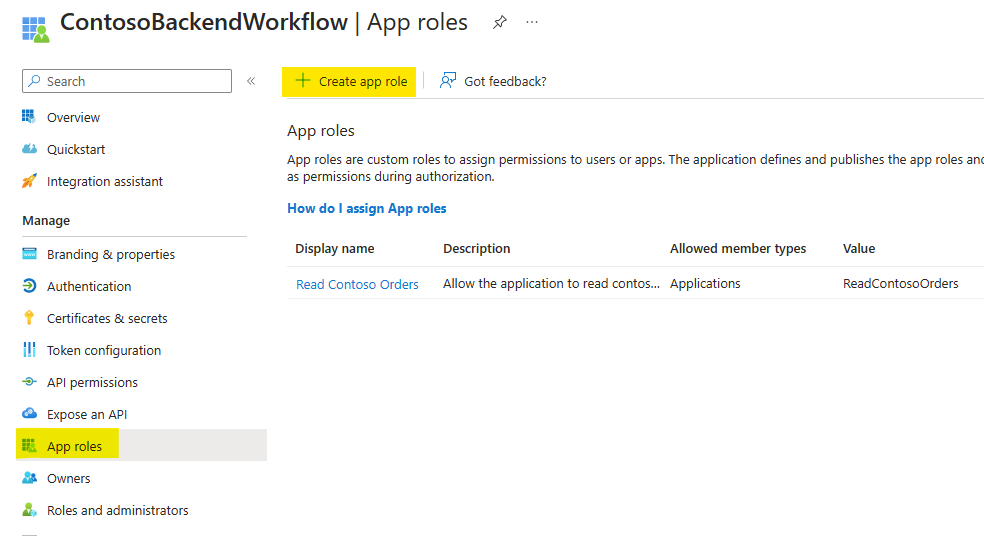 ContosoBackendWorkflow | App roles
Search
Overview
Quickstart
Integration assistant
Manage
Branding & properties
Authentication
Certificates & secrets
Token configuration
API permissions
Expose an API
App roles
Owners
Roles and administrators
Create app role
Got feedback?
App roles
App roles are custom roles to assign permissions to users or apps. The application defines and publishes the app roles and
as permissions during authorization.
How do I assign App roles
Display name Description Allowed member types Value
Read Contoso Orders Allow the application to read contos... Applications ReadContosoOrders